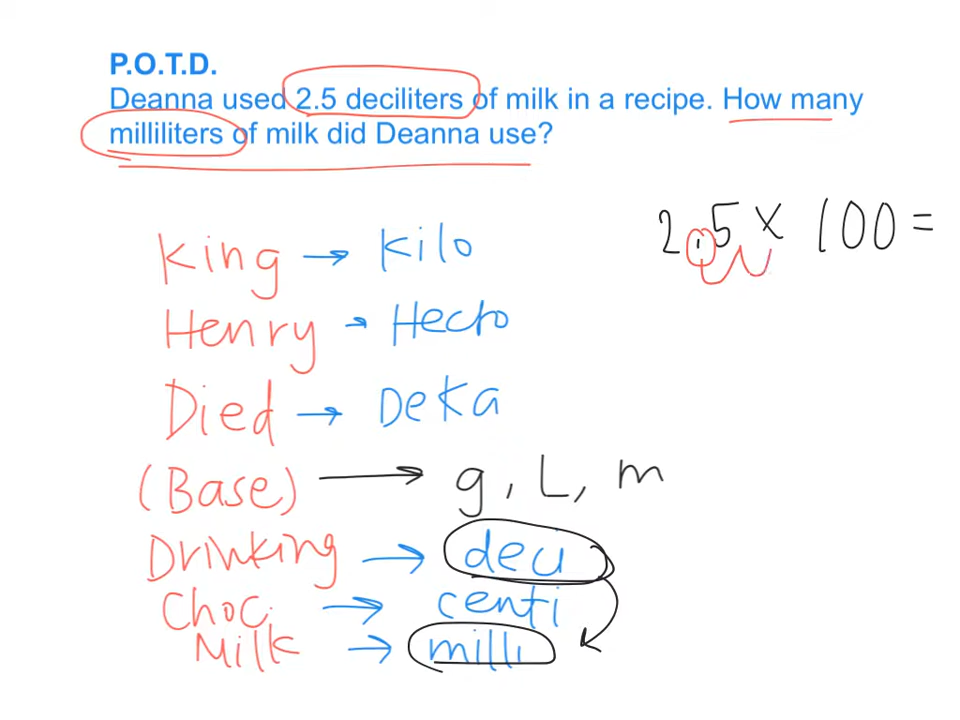 P.O.T.D.
Deanna used 2.5 deciliters of milk in a recipe. How many
milliliters of milk did Deanna use?
2.5 x 100 =
King → Kilo
Henry → Hecto
Died → DeKa
(Base) → g, L, m
Drinking → deci
Choc. → centi
Milk → milli